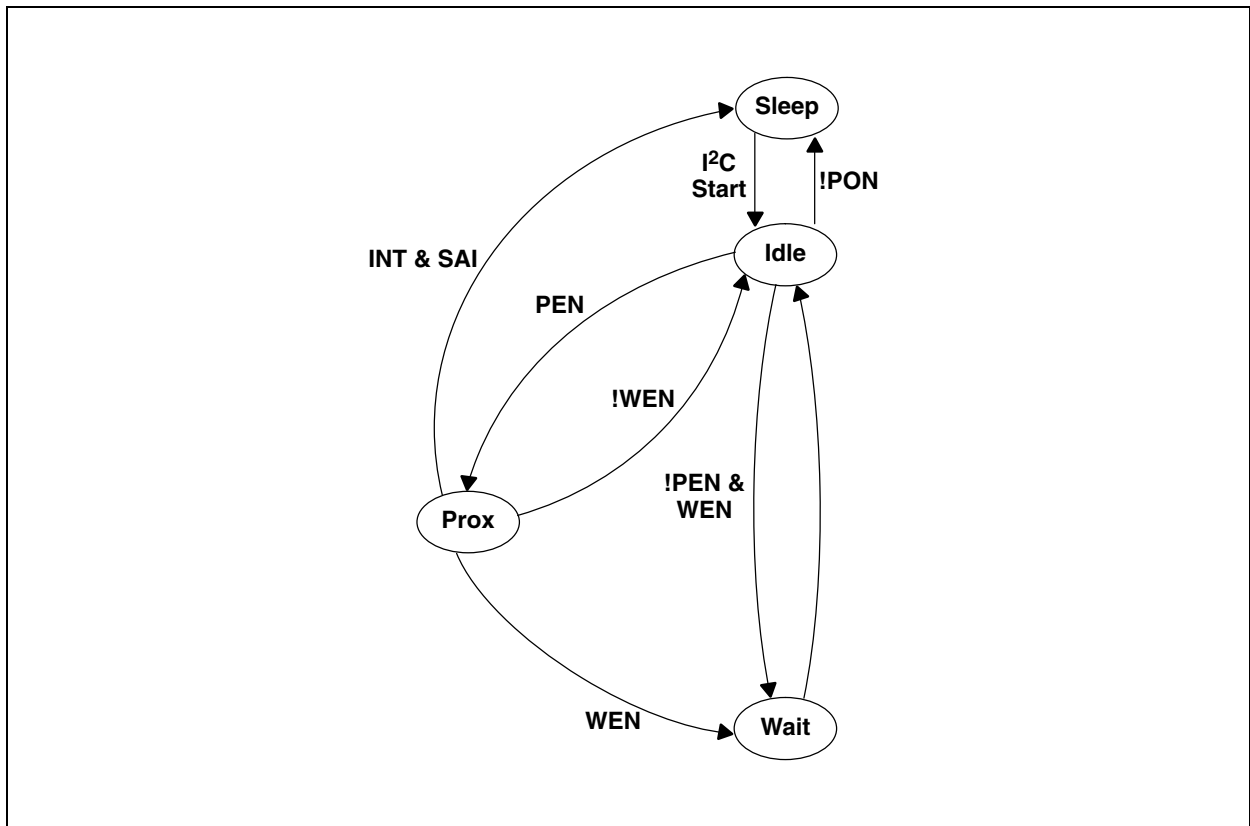 Sleep
I²C
Start
!PON
INT & SAI
Idle
PEN
!WEN
!PEN &
WEN
Prox
WEN
Wait